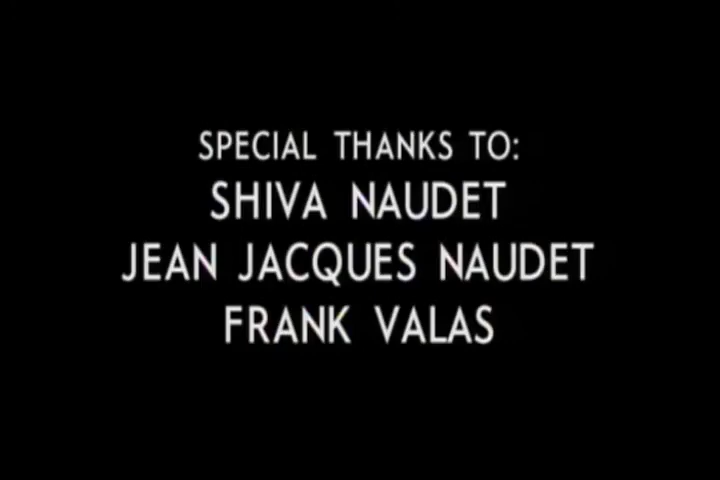 SPECIAL THANKS TO:
SHIVA NAUDET
JEAN JACQUES NAUDET
FRANK VALAS